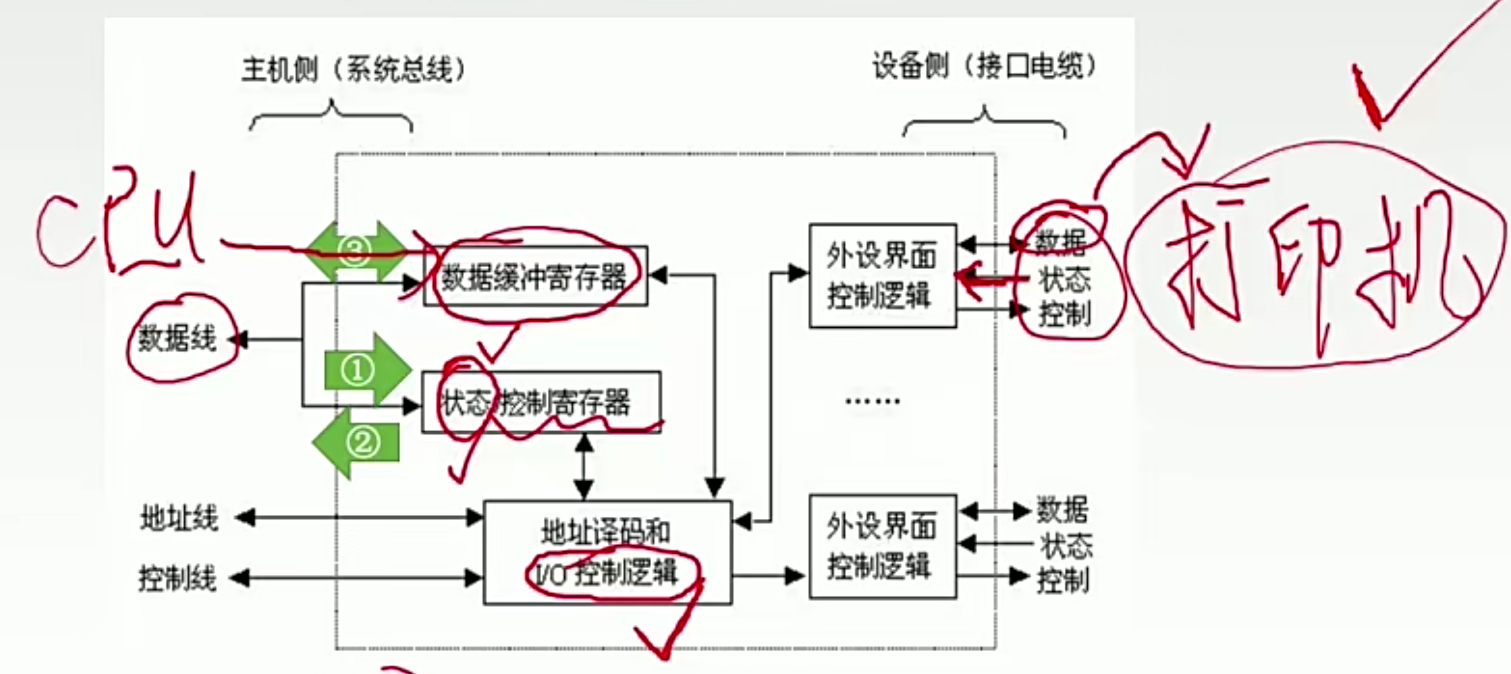 主机侧（系统总线）
设备侧（接口电缆）
CPU
③
数据缓冲寄存器
外设界面
控制逻辑
数据
状态
控制
打印机
数据线
①
状态/控制寄存器
……
②
地址线
地址译码和
I/O 控制逻辑
控制线
外设界面
控制逻辑
数据
状态
控制